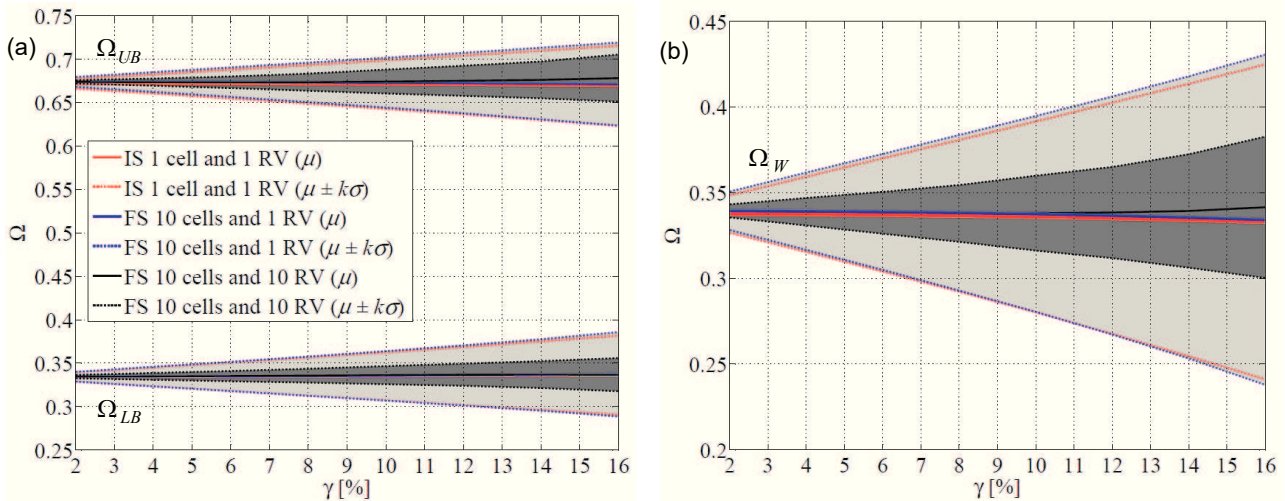 (a)
Ω_UB
0.75
0.7
0.65
0.6
0.55
0.5
0.45
0.4
0.35
0.3
0.25
Ω
IS 1 cell and 1 RV (μ)
IS 1 cell and 1 RV (μ ± kσ)
FS 10 cells and 1 RV (μ)
FS 10 cells and 1 RV (μ ± kσ)
FS 10 cells and 10 RV (μ)
FS 10 cells and 10 RV (μ ± kσ)
Ω_LB
2 3 4 5 6 7 8 9 10 11 12 13 14 15 16
γ [%]
(b)
0.45
0.4
0.35
0.3
0.25
0.2
Ω
Ω_W
2 3 4 5 6 7 8 9 10 11 12 13 14 15 16
γ [%]